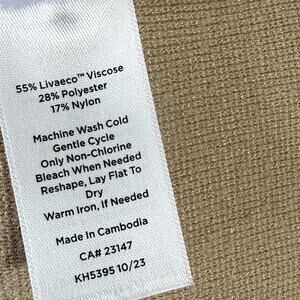 55% Livaeco™ Viscose
28% Polyester
17% Nylon
Machine Wash Cold
Gentle Cycle
Only Non-Chlorine
Bleach When Needed
Reshape, Lay Flat To
Dry
Warm Iron, If Needed
Made In Cambodia
CA# 23147
KH5395 10/23